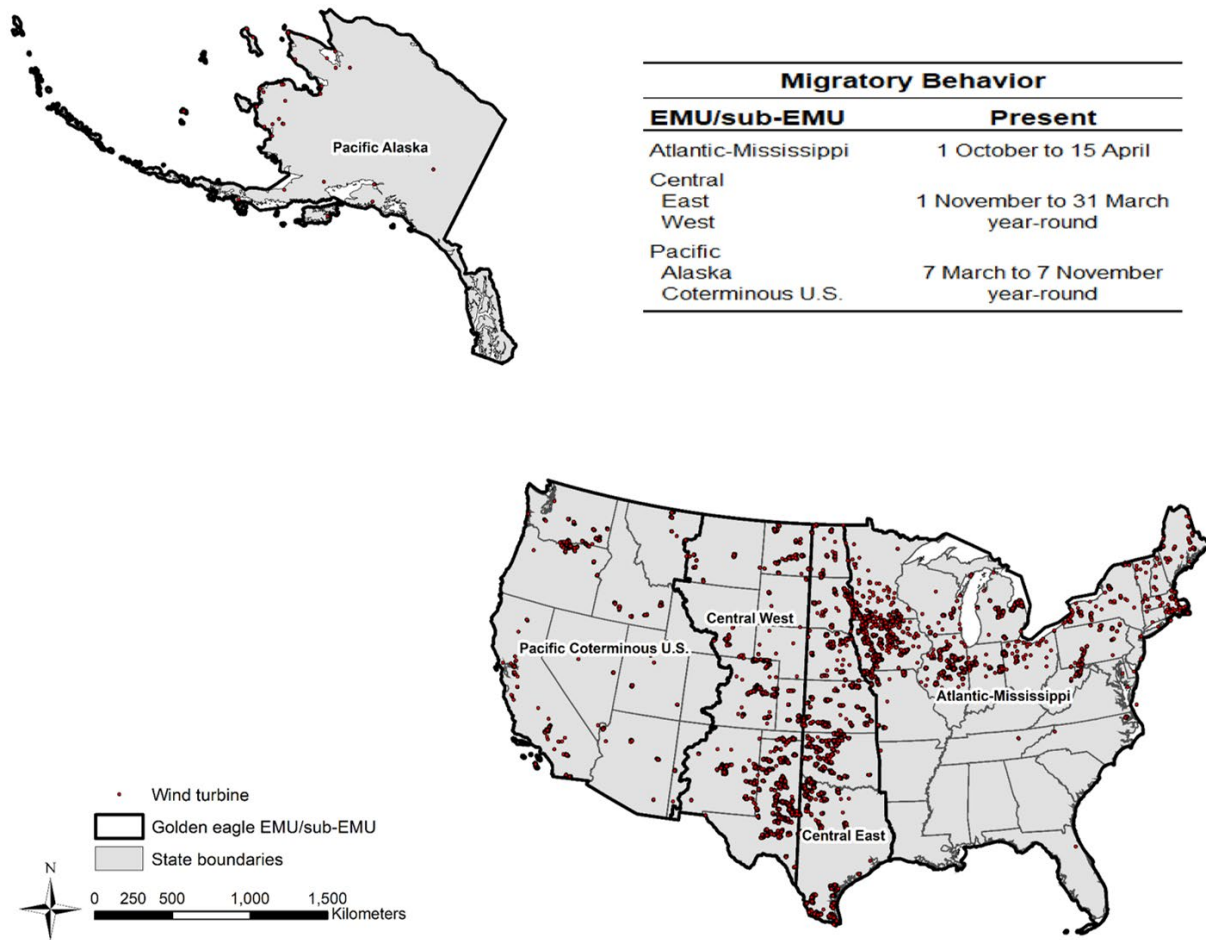 Pacific Alaska
Migratory Behavior
EMU/sub-EMU Present
Atlantic-Mississippi 1 October to 15 April
Central
East 1 November to 31 March
West year-round
Pacific
Alaska 7 March to 7 November
Coterminous U.S. year-round
Central West
Pacific Coterminous U.S.
Atlantic-Mississippi
Central East
Wind turbine
Golden eagle EMU/sub-EMU
State boundaries
N
0 250 500 1,000 1,500
Kilometers